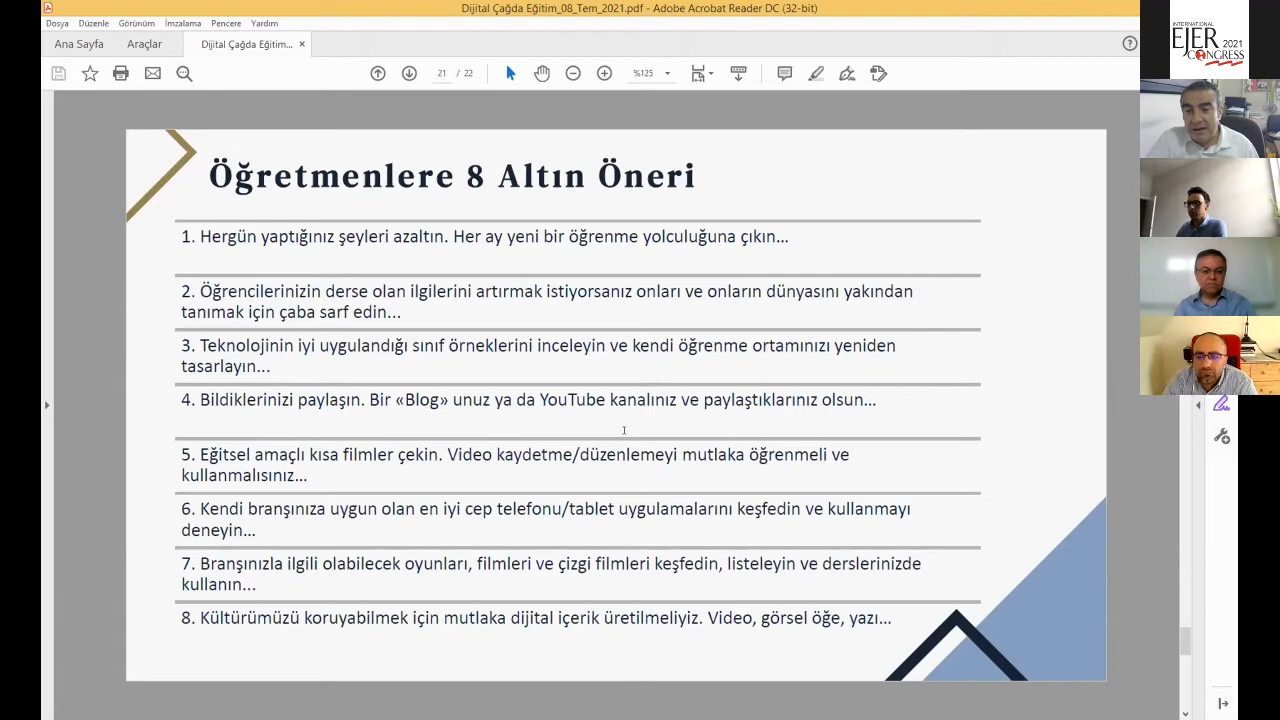 Dijital Çağda Eğitim_08_Tem_2021.pdf - Adobe Acrobat Reader DC (32-bit)
Dosya Düzenle Görünüm İmzalama Pencere Yardım
Ana Sayfa Araçlar Dijital Çağda Eğitim... ×
21 / 22 %125
INTERNATIONAL
EJER 2021
CONGRESS
Öğretmenlere 8 Altın Öneri
1. Hergün yaptığınız şeyleri azaltın. Her ay yeni bir öğrenme yolculuğuna çıkın...
2. Öğrencilerinizin derse olan ilgilerini artırmak istiyorsanız onları ve onların dünyasını yakından
tanımak için çaba sarf edin...
3. Teknolojinin iyi uygulandığı sınıf örneklerini inceleyin ve kendi öğrenme ortamınızı yeniden
tasarlayın...
4. Bildiklerinizi paylaşın. Bir «Blog» unuz ya da YouTube kanalınız ve paylaştıklarınız olsun...
5. Eğitsel amaçlı kısa filmler çekin. Video kaydetme/düzenlemeyi mutlaka öğrenmeli ve
kullanmalısınız...
6. Kendi branşınıza uygun olan en iyi cep telefonu/tablet uygulamalarını keşfedin ve kullanmayı
deneyin...
7. Branşınızla ilgili olabilecek oyunları, filmleri ve çizgi filmleri keşfedin, listeleyin ve derslerinizde
kullanın...
8. Kültürümüzü koruyabilmek için mutlaka dijital içerik üretilmeliyiz. Video, görsel öğe, yazı...